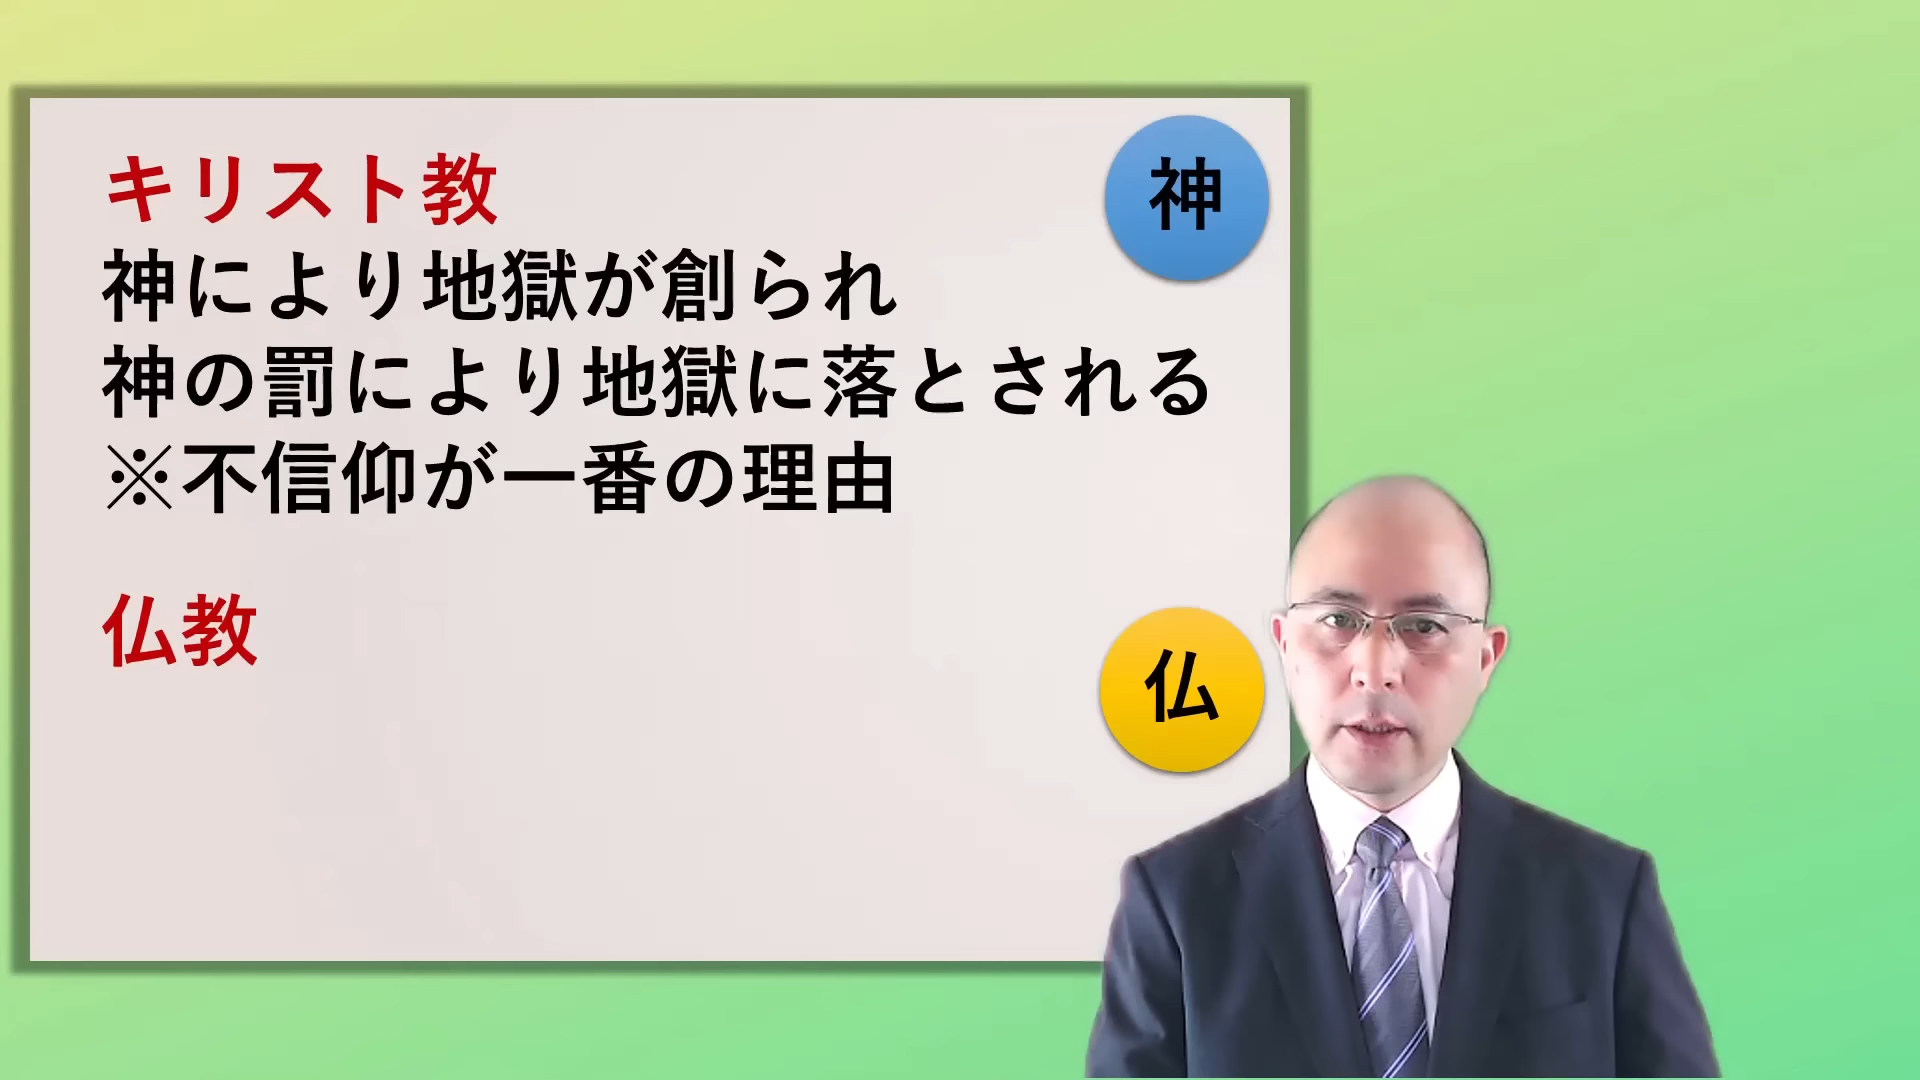 キリスト教
神
神により地獄が創られ
神の罰により地獄に落とされる
※不信仰が一番の理由
仏教
仏